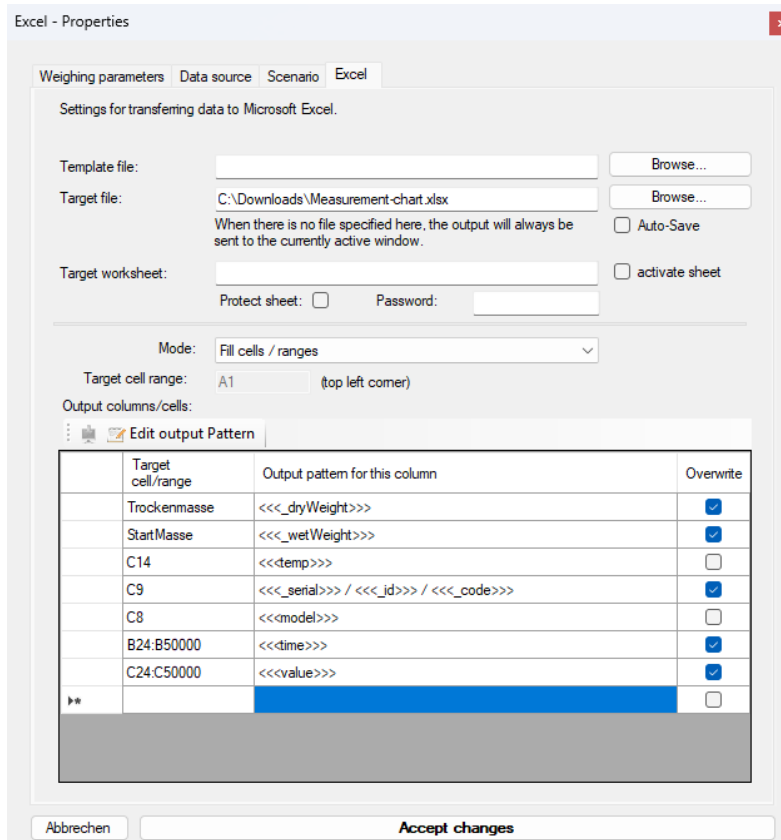 Excel - Properties
Weighing parameters Data source Scenario Excel
Settings for transferring data to Microsoft Excel.
Template file: Browse...
Target file: C:\Downloads\Measurement-chart.xlsx Browse...
When there is no file specified here, the output will always be Auto-Save
sent to the currently active window.
Target worksheet: activate sheet
Protect sheet: Password:
Mode: Fill cells / ranges
Target cell range: A1 (top left corner)
Output columns/cells:
Edit output Pattern
Target
cell/range Output pattern for this column Overwrite
Trockenmasse <<<_dryWeight>>>
StartMasse <<<_wetWeight>>>
C14 <<<temp>>>
C9 <<<_serial>>> / <<<_id>>> / <<<_code>>>
C8 <<<model>>>
B24:B50000 <<<time>>>
C24:C50000 <<<value>>>
Abbrechen Accept changes